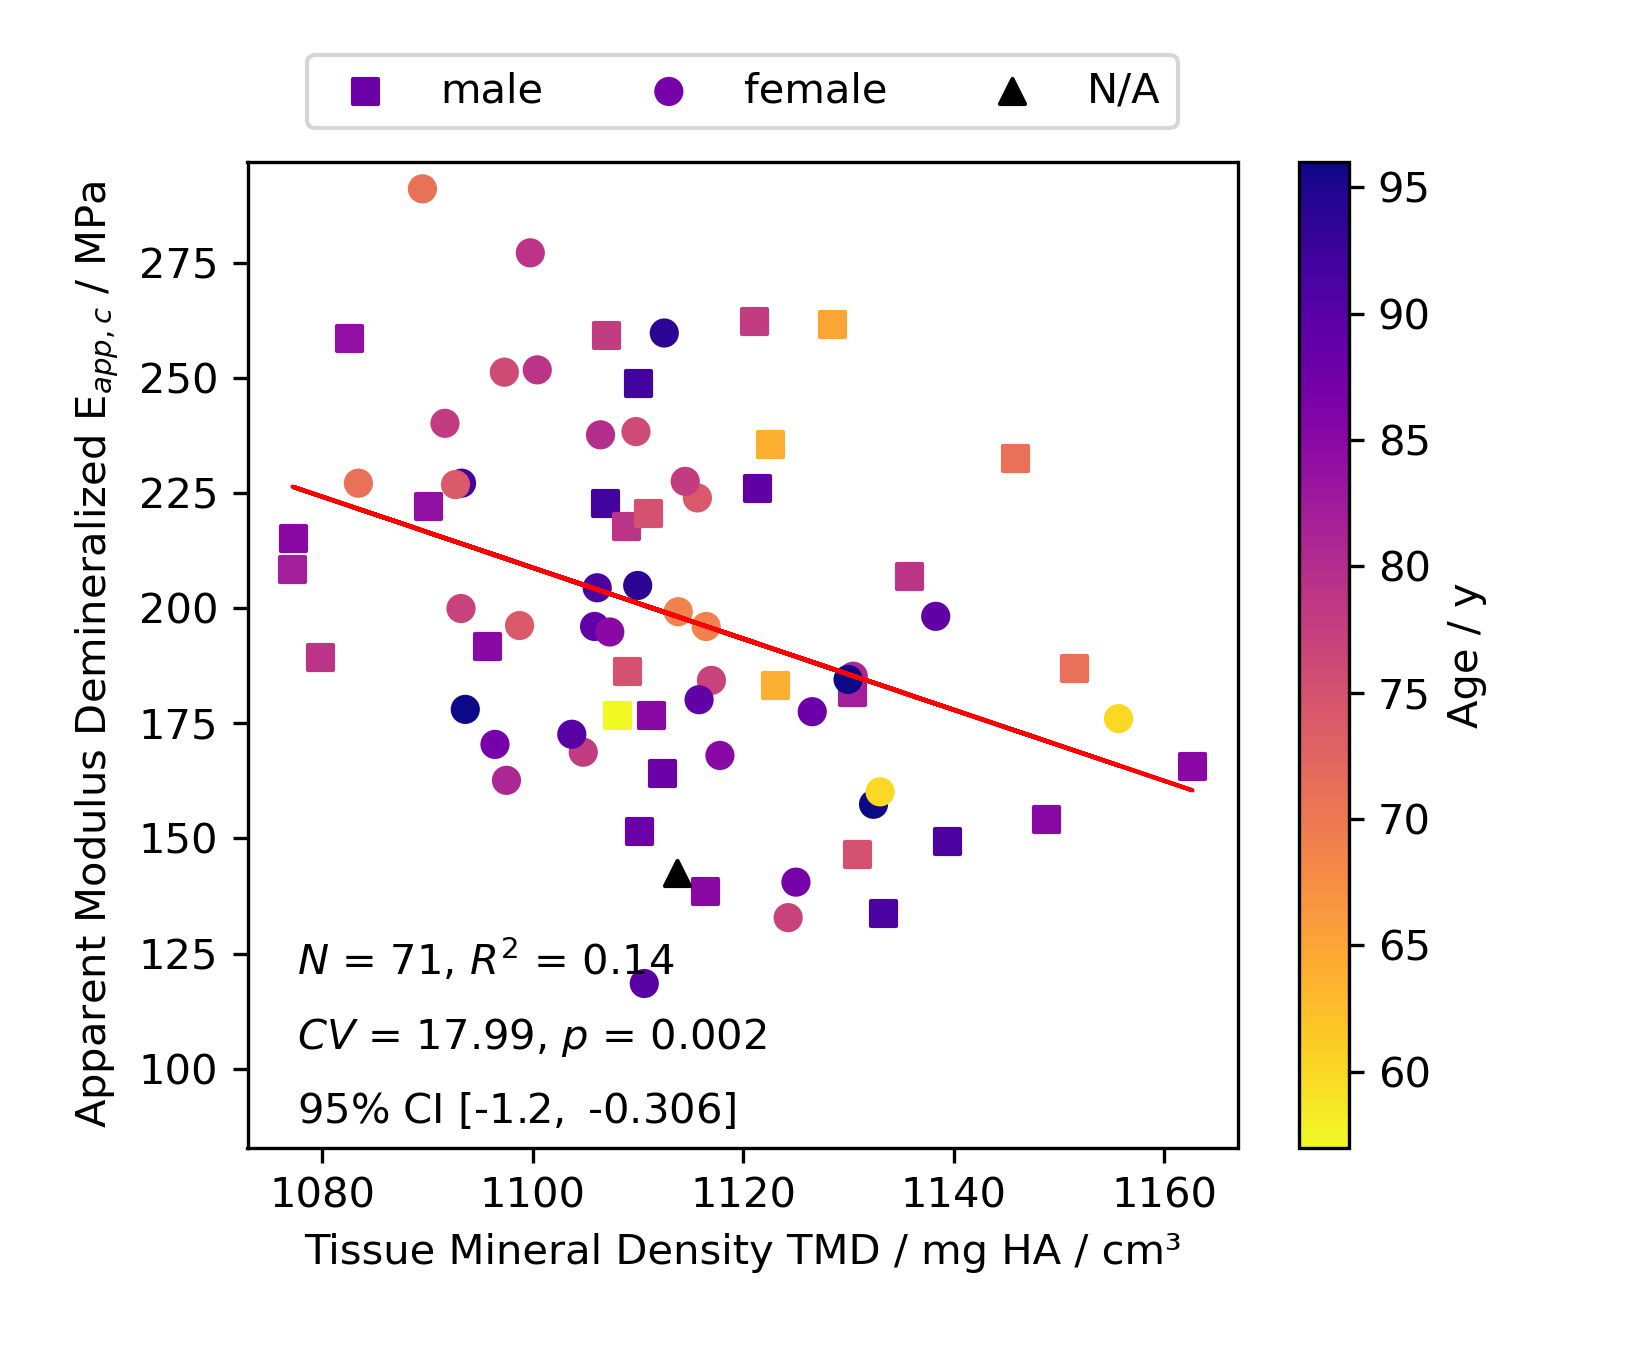 male female N/A
Apparent Modulus Demineralized E_app,c / MPa
275
250
225
200
175
150
125
100
N = 71, R² = 0.14
CV = 17.99, p = 0.002
95% CI [-1.2, -0.306]
1080 1100 1120 1140 1160
Tissue Mineral Density TMD / mg HA / cm³
95
90
85
80
75
70
65
60
Age / y